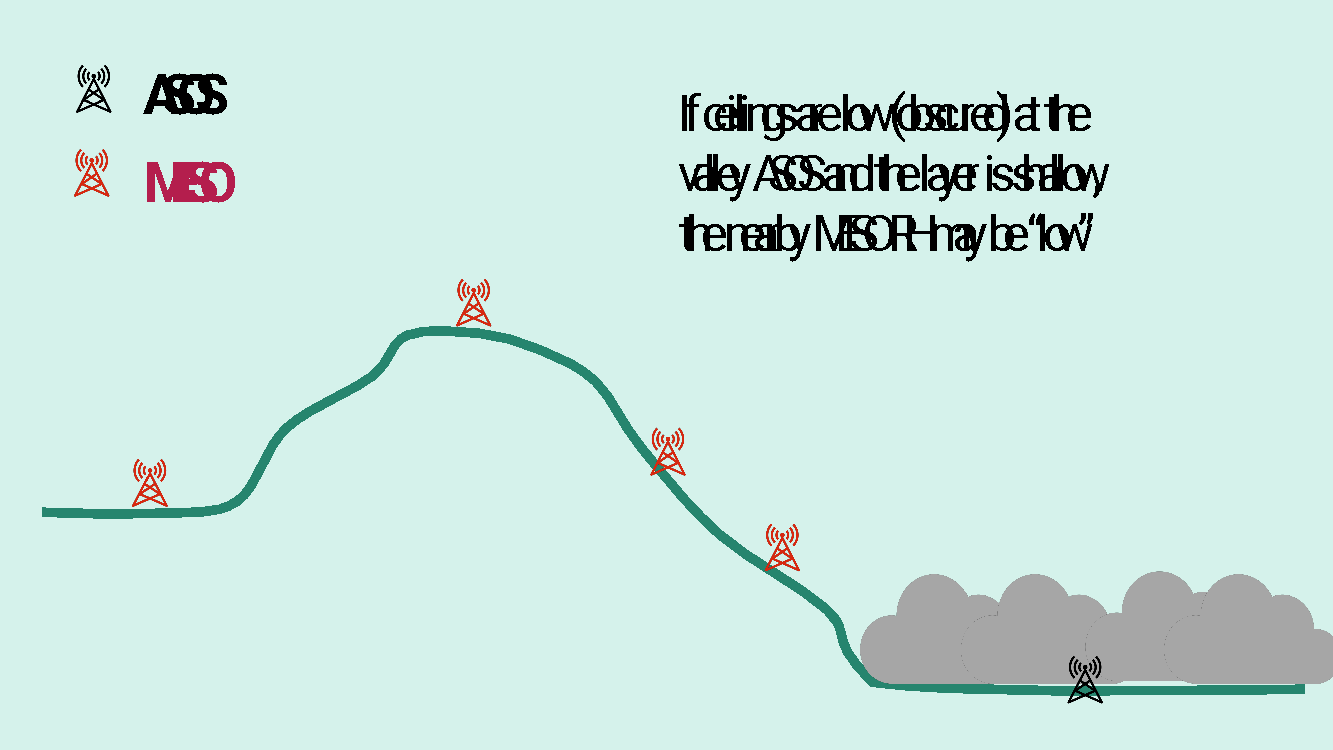 ASOS
MESO
If ceilings are low (obscured) at the
valley ASOS and the layer is shallow,
the nearby MESO RH may be “low”